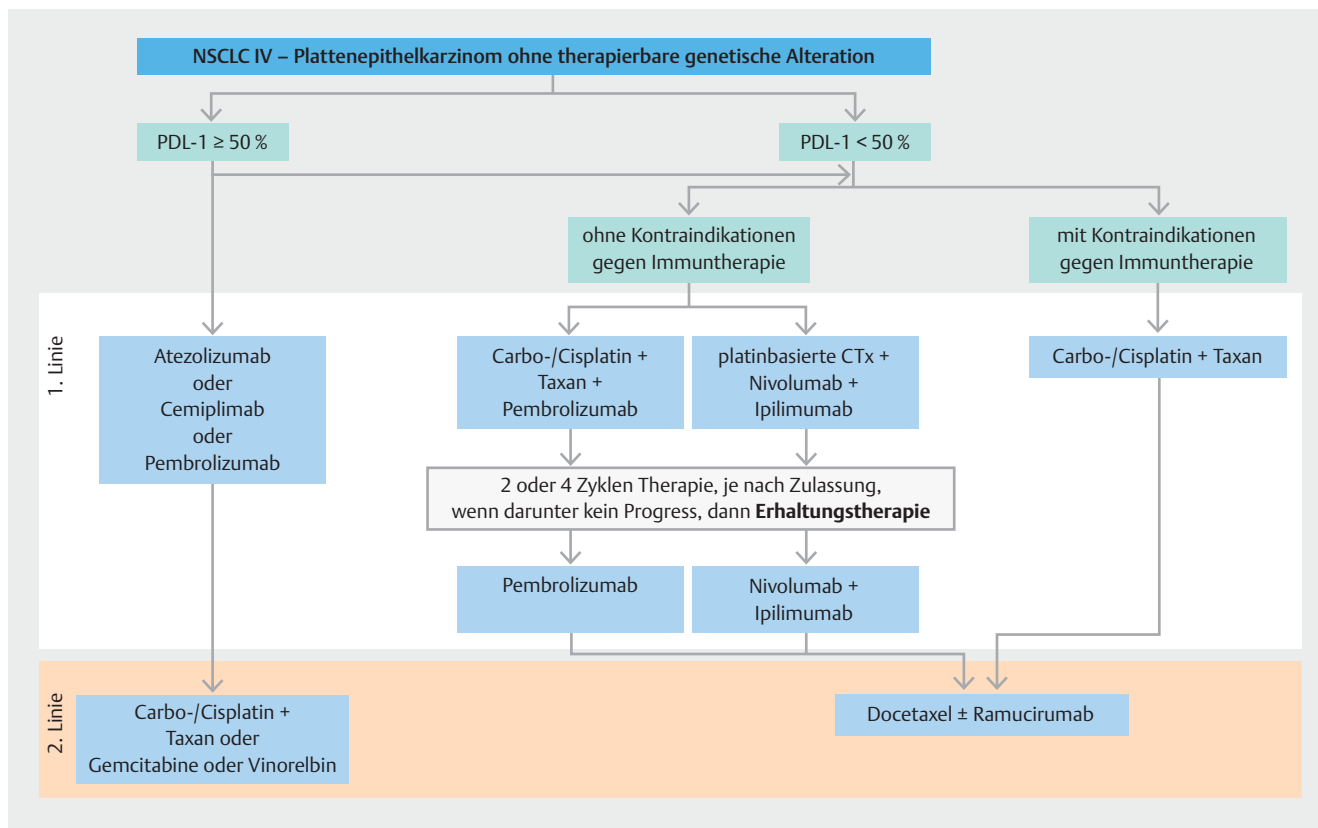 NSCLC IV – Plattenepithelkarzinom ohne therapierbare genetische Alteration
PDL-1 ≥ 50 %
PDL-1 < 50 %
ohne Kontraindikationen
gegen Immuntherapie
mit Kontraindikationen
gegen Immuntherapie
1. Linie
Atezolizumab
oder
Cemiplimab
oder
Pembrolizumab
Carbo-/Cisplatin +
Taxan +
Pembrolizumab
platinbasierte CTx +
Nivolumab +
Ipilimumab
Carbo-/Cisplatin + Taxan
2 oder 4 Zyklen Therapie, je nach Zulassung,
wenn darunter kein Progress, dann Erhaltungstherapie
Pembrolizumab
Nivolumab +
Ipilimumab
2. Linie
Carbo-/Cisplatin +
Taxan oder
Gemcitabine oder Vinorelbin
Docetaxel ± Ramucirumab